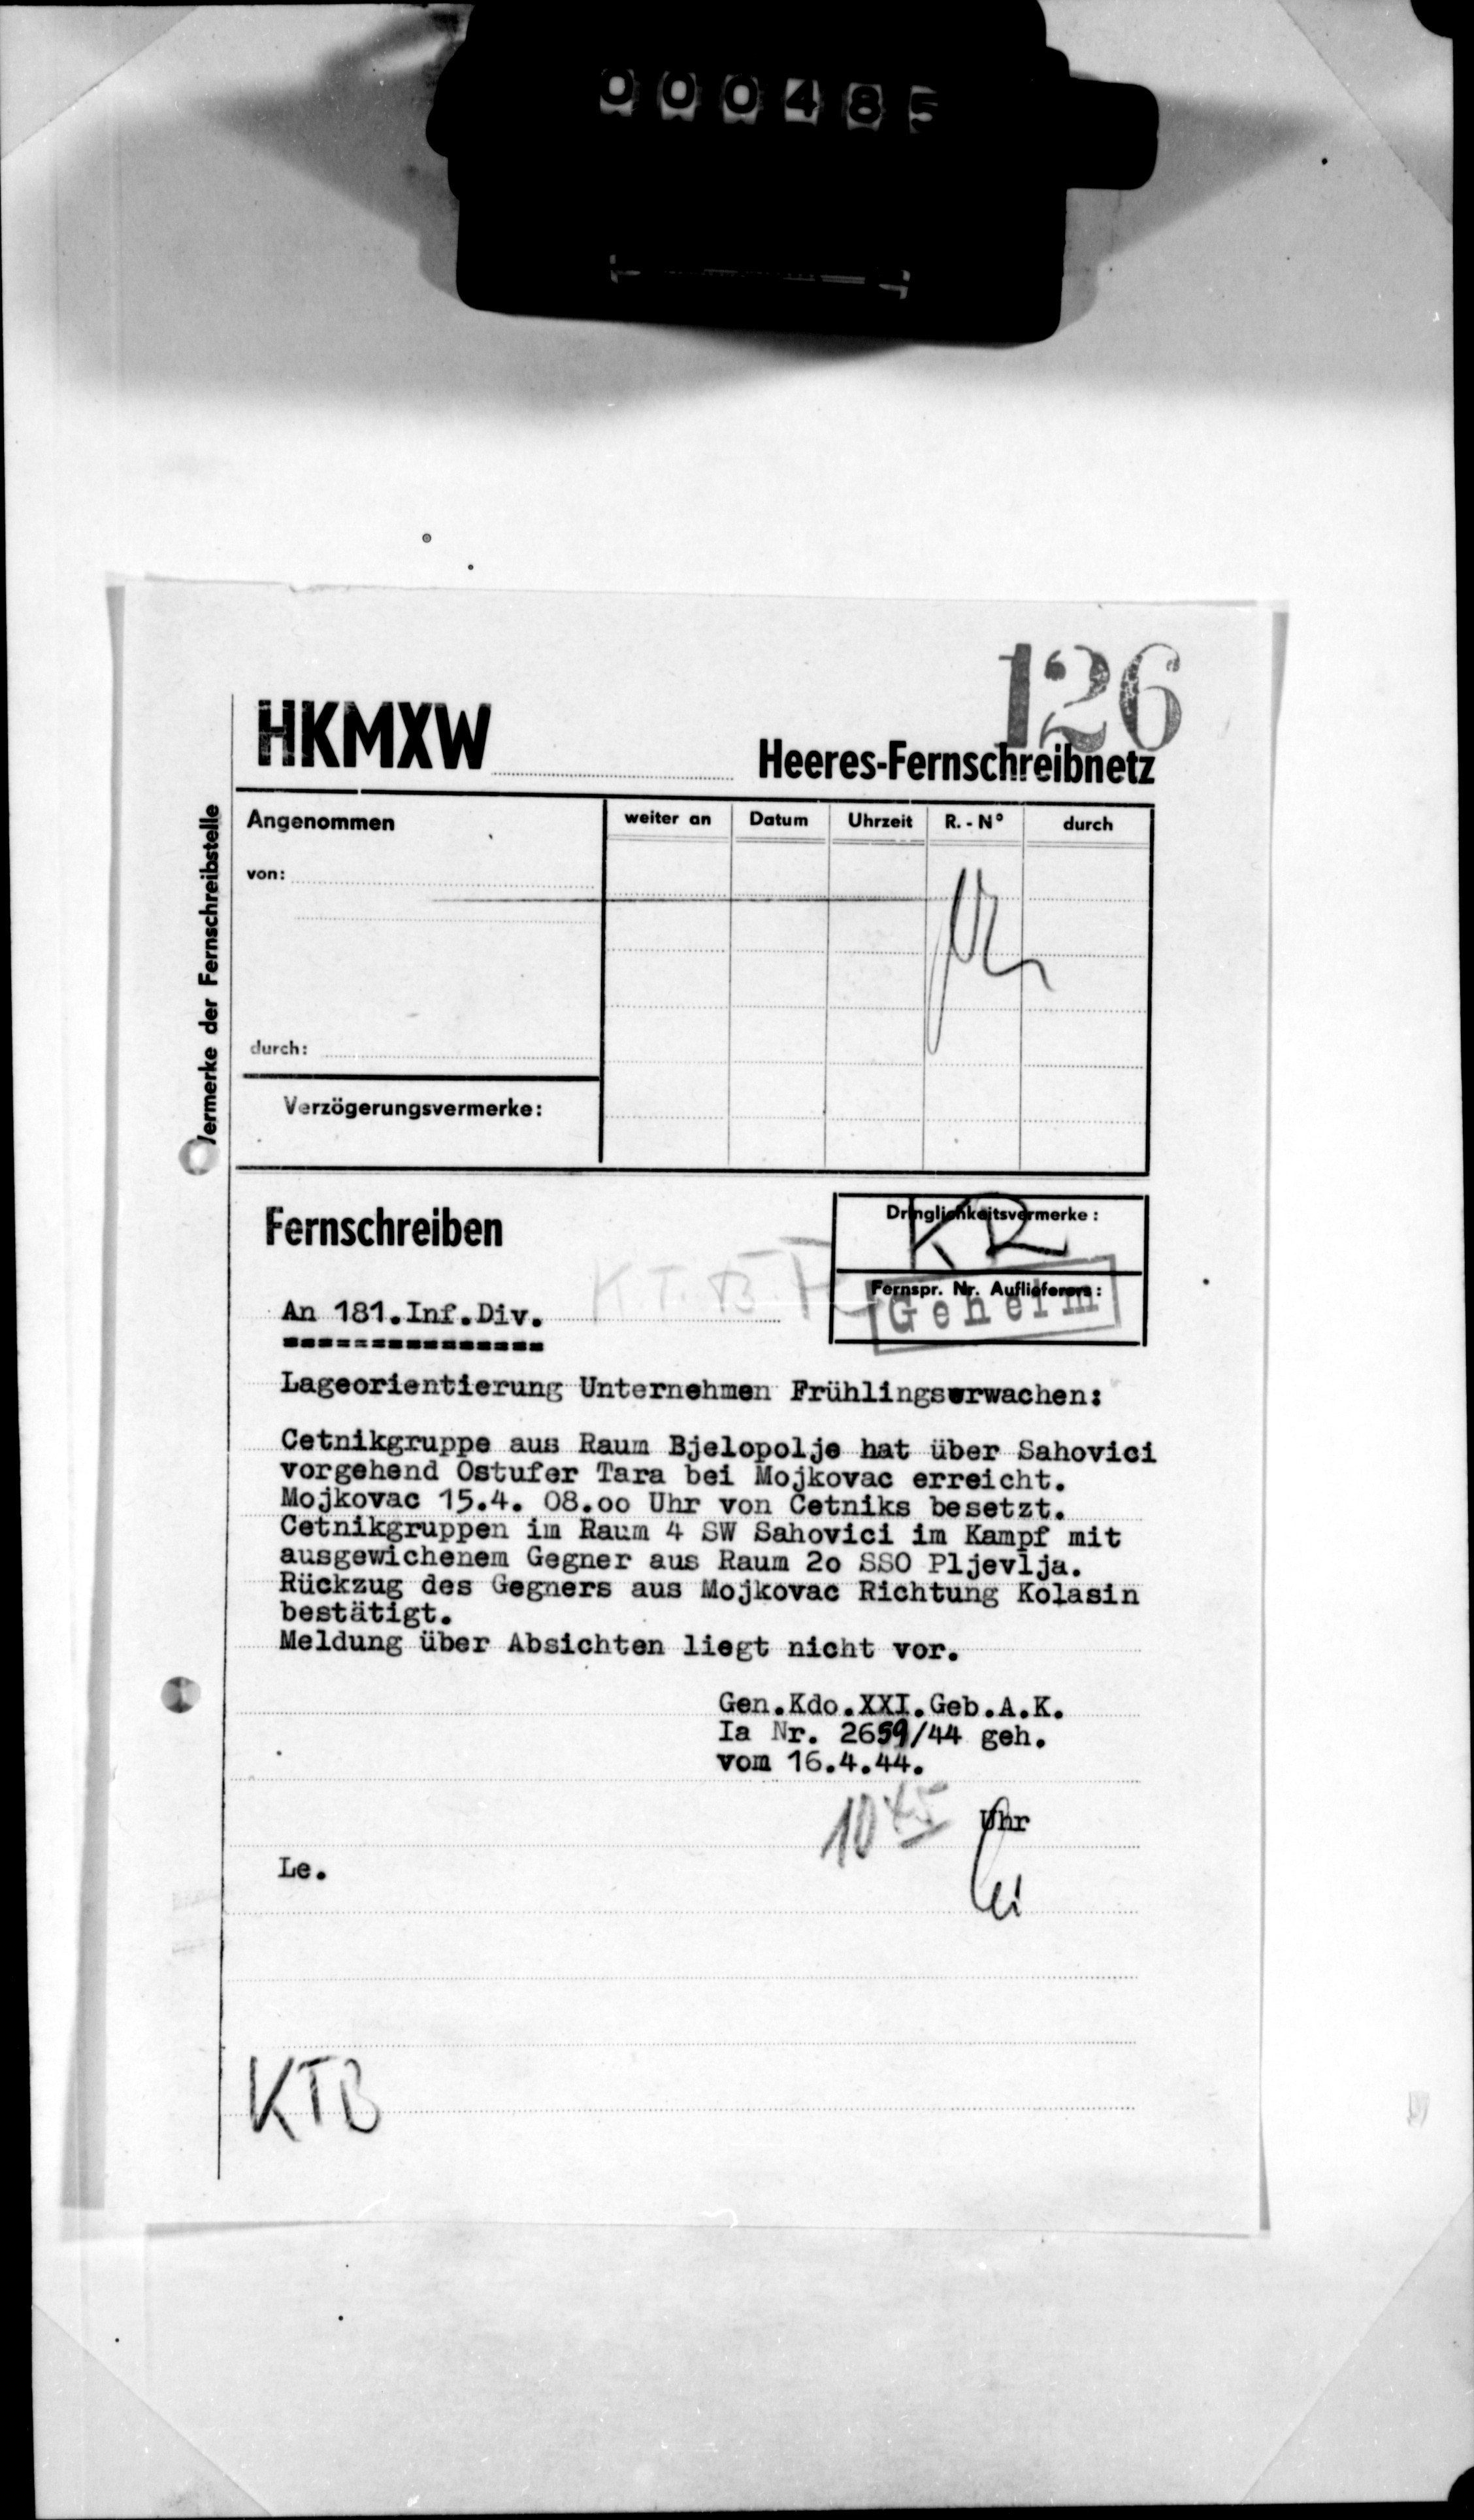 000485
126
HKMXW
Heeres-Fernschreibnetz
Vermerke der Fernschreibstelle
Angenommen
weiter an Datum Uhrzeit R.-N° durch
von:
durch:
Verzögerungsvermerke:
Fernschreiben
Dringlichkeitsvermerke:
KR
Fernspr. Nr. Auflieferers:
Geheim
K.T.B.
An 181.Inf.Div.
Lageorientierung Unternehmen Frühlingserwachen:
Cetnikgruppe aus Raum Bjelopolje hat über Sahovici
vorgehend Ostufer Tara bei Mojkovac erreicht.
Mojkovac 15.4. 08.oo Uhr von Cetniks besetzt.
Cetnikgruppen im Raum 4 SW Sahovici im Kampf mit
ausgewichenem Gegner aus Raum 2o SSO Pljevlja.
Rückzug des Gegners aus Mojkovac Richtung Kolasin
bestätigt.
Meldung über Absichten liegt nicht vor.
Gen.Kdo.XXI.Geb.A.K.
Ia Nr. 2659/44 geh.
vom 16.4.44.
10 45 Uhr
Le.
KTB